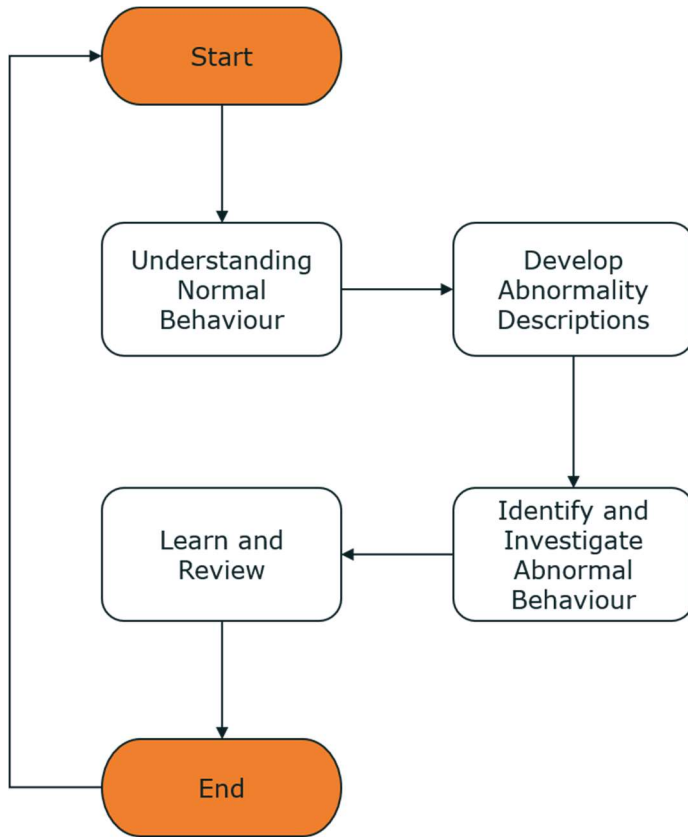 Start
Understanding
Normal
Behaviour
Develop
Abnormality
Descriptions
Identify and
Investigate
Abnormal
Behaviour
Learn and
Review
End